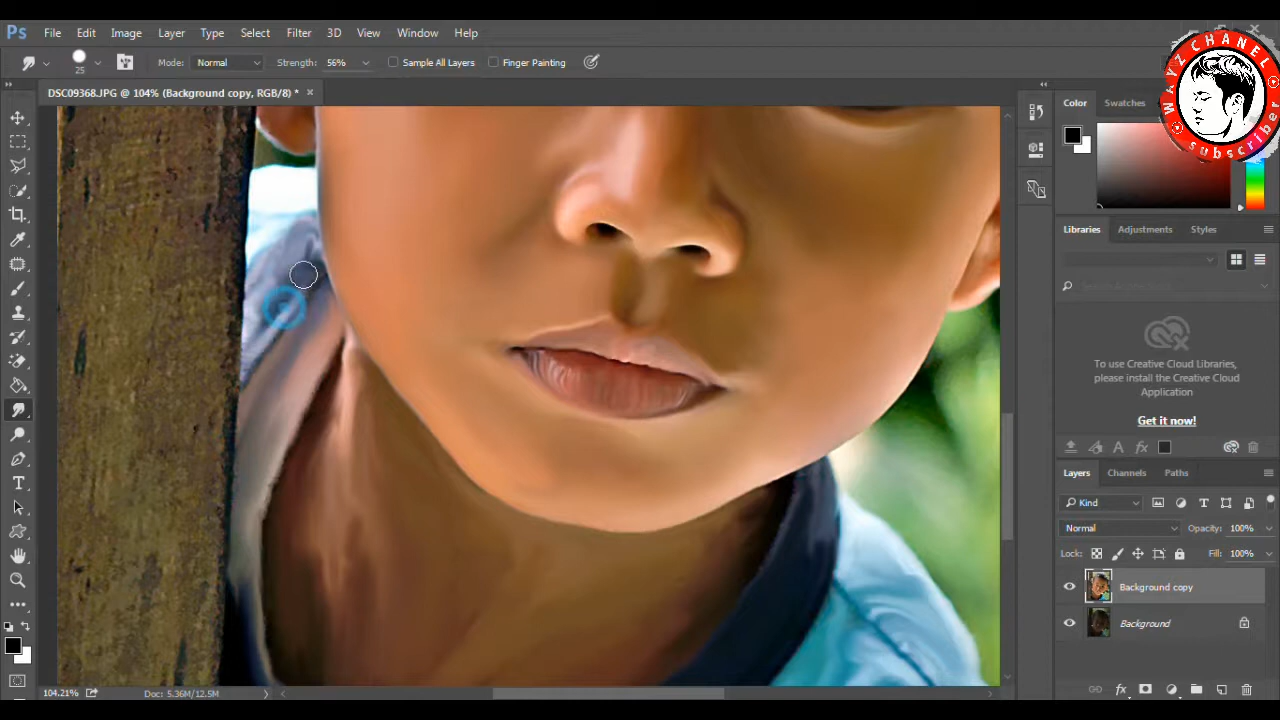 Ps File Edit Image Layer Type Select Filter 3D View Window Help
25 Mode: Normal Strength: 56% Sample All Layers Finger Painting
DSC09368.JPG @ 104% (Background copy, RGB/8) *
WAYZ CHANEL
subscriber
Color Swatches
Libraries Adjustments Styles
To use Creative Cloud Libraries,
please install the Creative Cloud
Application
Get it now!
Layers Channels Paths
Kind
Normal Opacity: 100%
Lock: Fill: 100%
Background copy
Background
104.21% Doc: 5.36M/12.5M